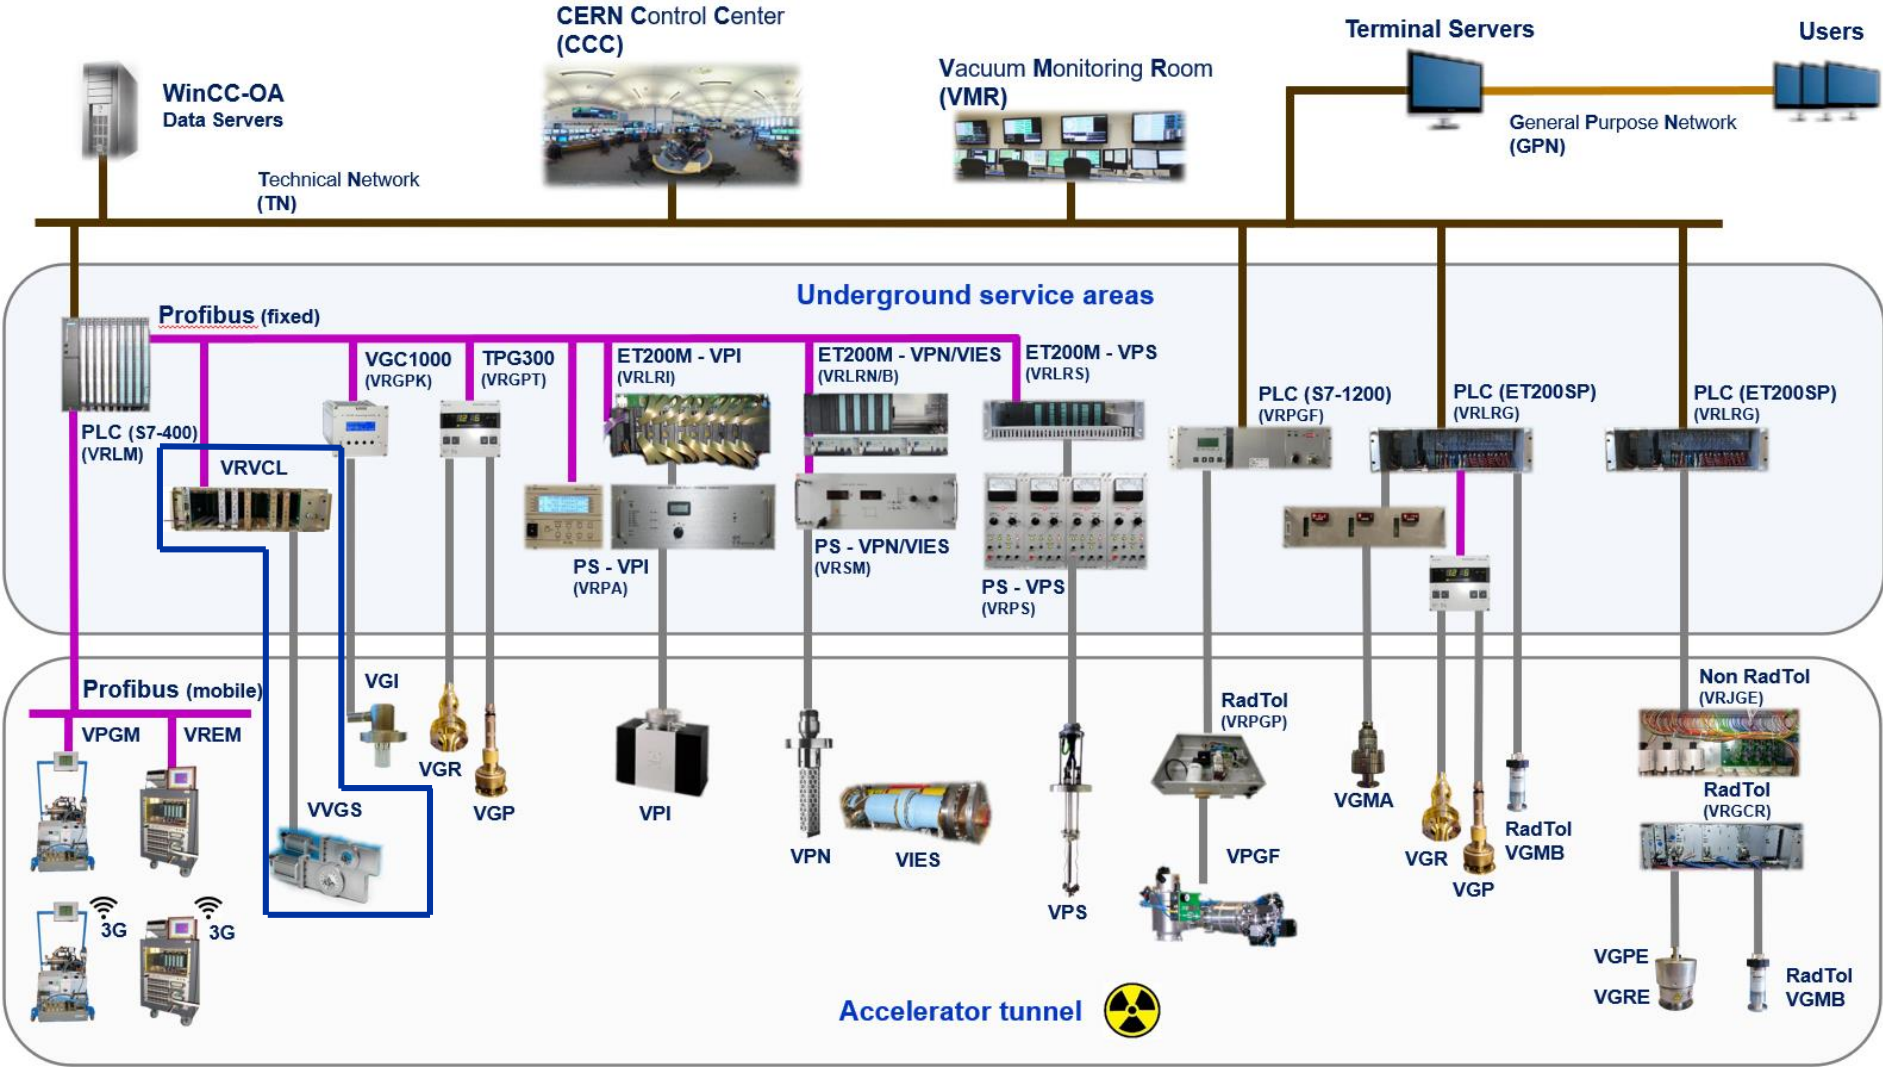 CERN Control Center
(CCC)
Terminal Servers
Users
Vacuum Monitoring Room
(VMR)
WinCC-OA
Data Servers
General Purpose Network
(GPN)
Technical Network
(TN)
Underground service areas
Profibus (fixed)
VGC1000
(VRGPK)
TPG300
(VRGPT)
ET200M - VPI
(VRLRI)
ET200M - VPN/VIES
(VRLRN/B)
ET200M - VPS
(VRLRS)
PLC (S7-1200)
(VRPGF)
PLC (ET200SP)
(VRLRG)
PLC (ET200SP)
(VRLRG)
PLC (S7-400)
(VRLM)
VRVCL
PS - VPI
(VRPA)
PS - VPN/VIES
(VRSM)
PS - VPS
(VRPS)
Profibus (mobile)
VPGM
VREM
VGI
VGR
VGP
VVGS
VPI
VPN
VIES
VPS
RadTol
(VRPGP)
VPGF
VGMA
VGR
VGP
RadTol
VGMB
Non RadTol
(VRJGE)
RadTol
(VRGCR)
3G
3G
VGPE
VGRE
RadTol
VGMB
Accelerator tunnel